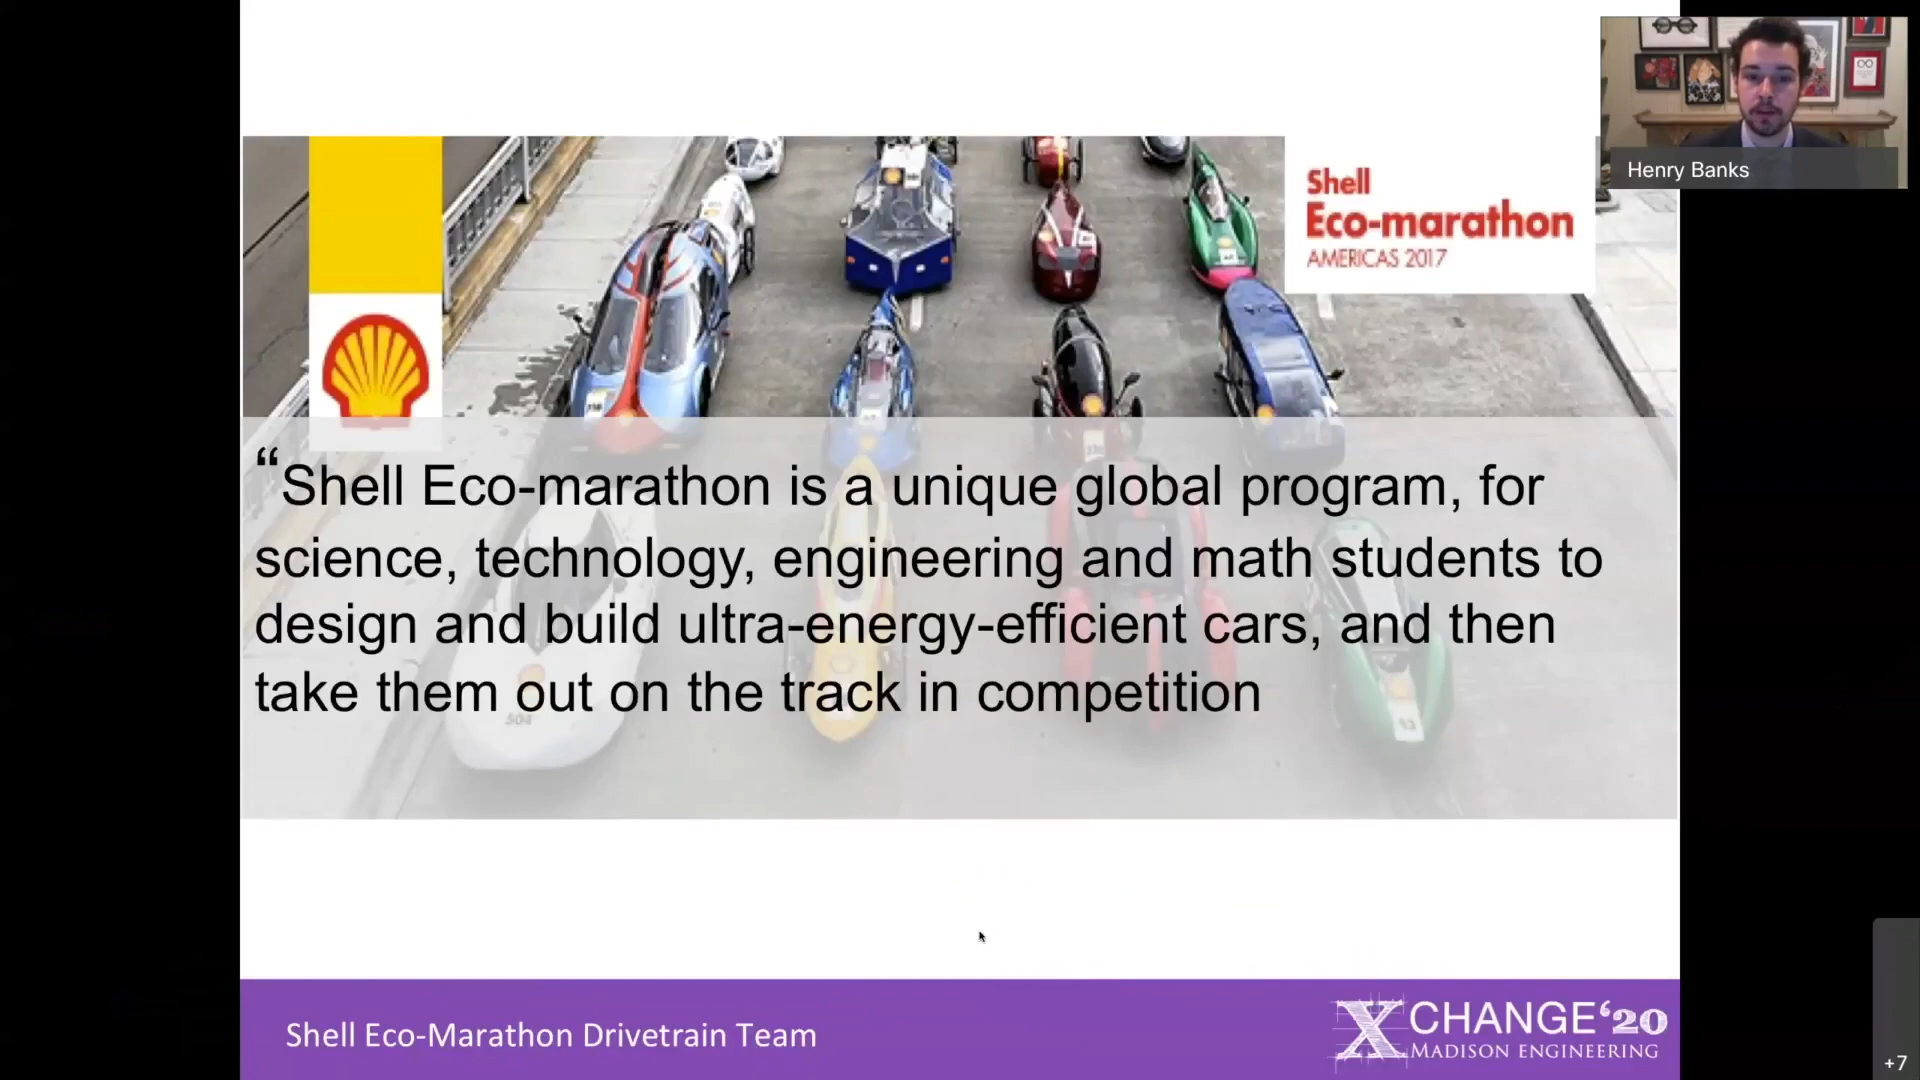 Henry Banks
Shell
Eco-marathon
AMERICAS 2017
“Shell Eco-marathon is a unique global program, for
science, technology, engineering and math students to
design and build ultra-energy-efficient cars, and then
take them out on the track in competition
504
Shell Eco-Marathon Drivetrain Team
XCHANGE‘20
MADISON ENGINEERING
+7